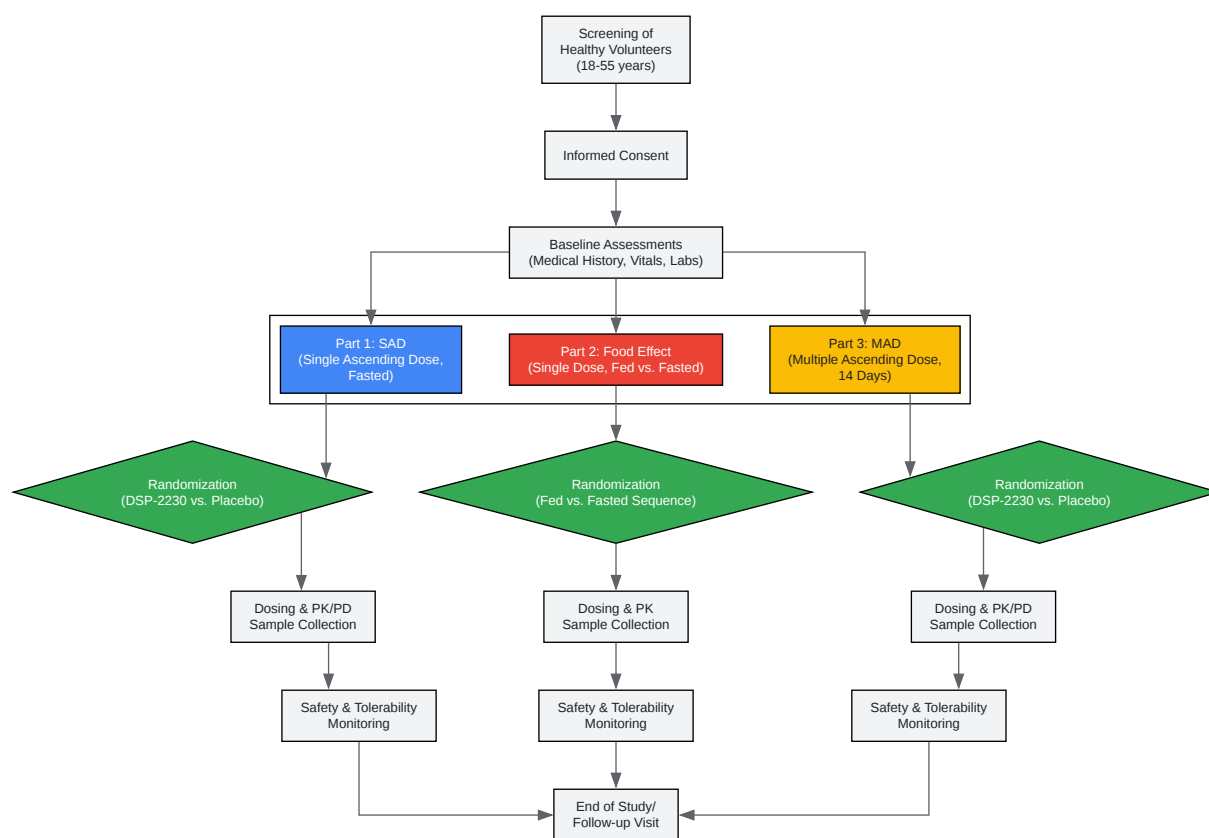 Screening of
Healthy Volunteers
(18-55 years)
Informed Consent
Baseline Assessments
(Medical History, Vitals, Labs)
Part 1: SAD
(Single Ascending Dose,
Fasted)
Part 2: Food Effect
(Single Dose, Fed vs. Fasted)
Part 3: MAD
(Multiple Ascending Dose,
14 Days)
Randomization
(DSP-2230 vs. Placebo)
Randomization
(Fed vs. Fasted Sequence)
Randomization
(DSP-2230 vs. Placebo)
Dosing & PK/PD
Sample Collection
Dosing & PK
Sample Collection
Dosing & PK/PD
Sample Collection
Safety & Tolerability
Monitoring
Safety & Tolerability
Monitoring
Safety & Tolerability
Monitoring
End of Study/
Follow-up Visit